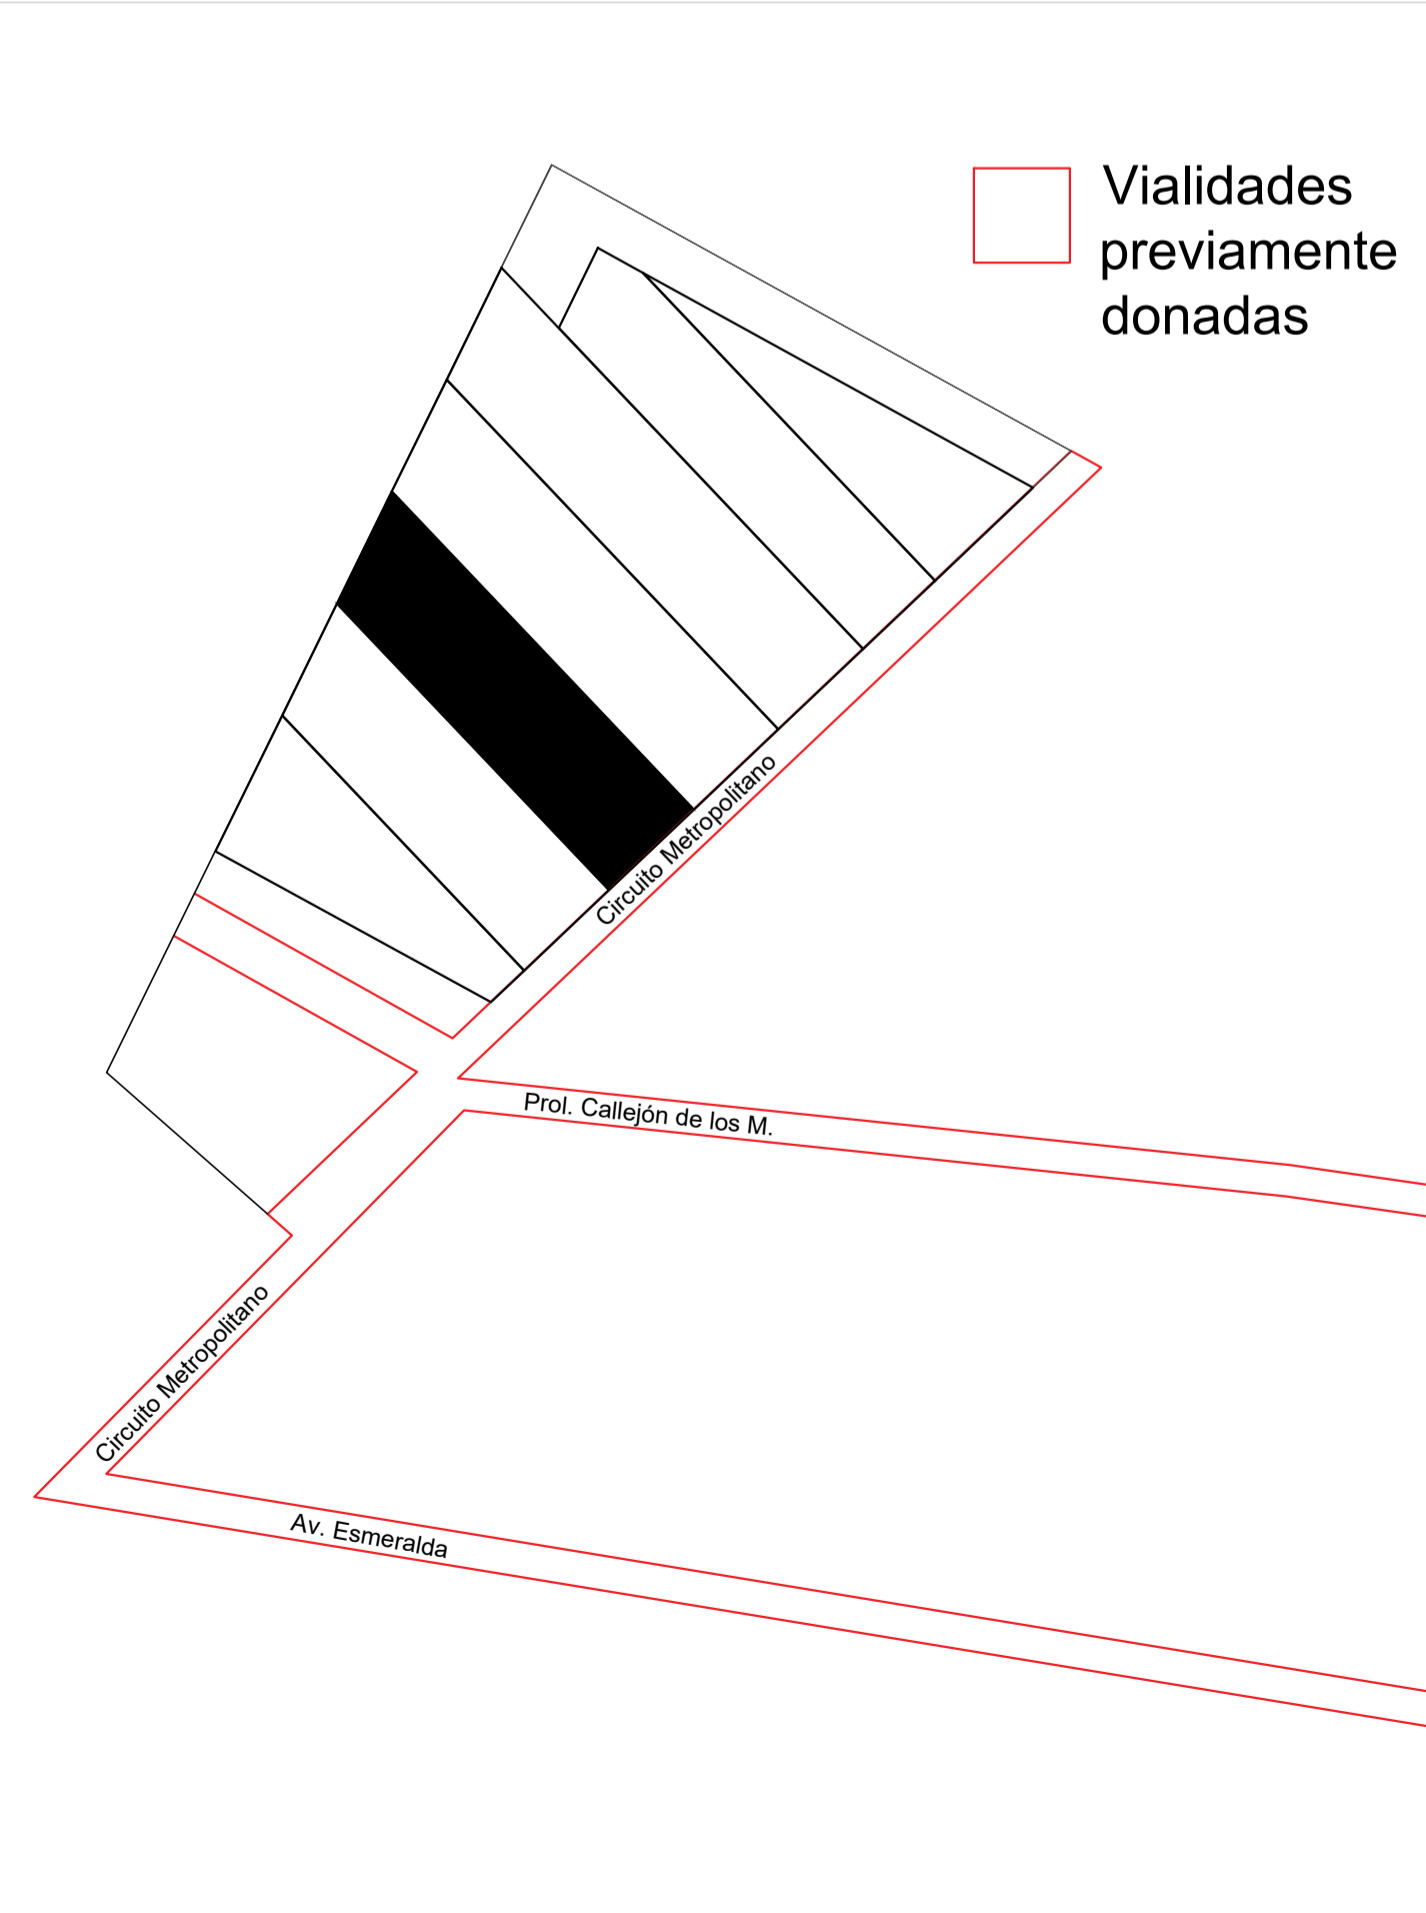 Vialidades
previamente
donadas
Circuito Metropolitano
Prol. Callejón de los M.
Circuito Metropolitano
Av. Esmeralda